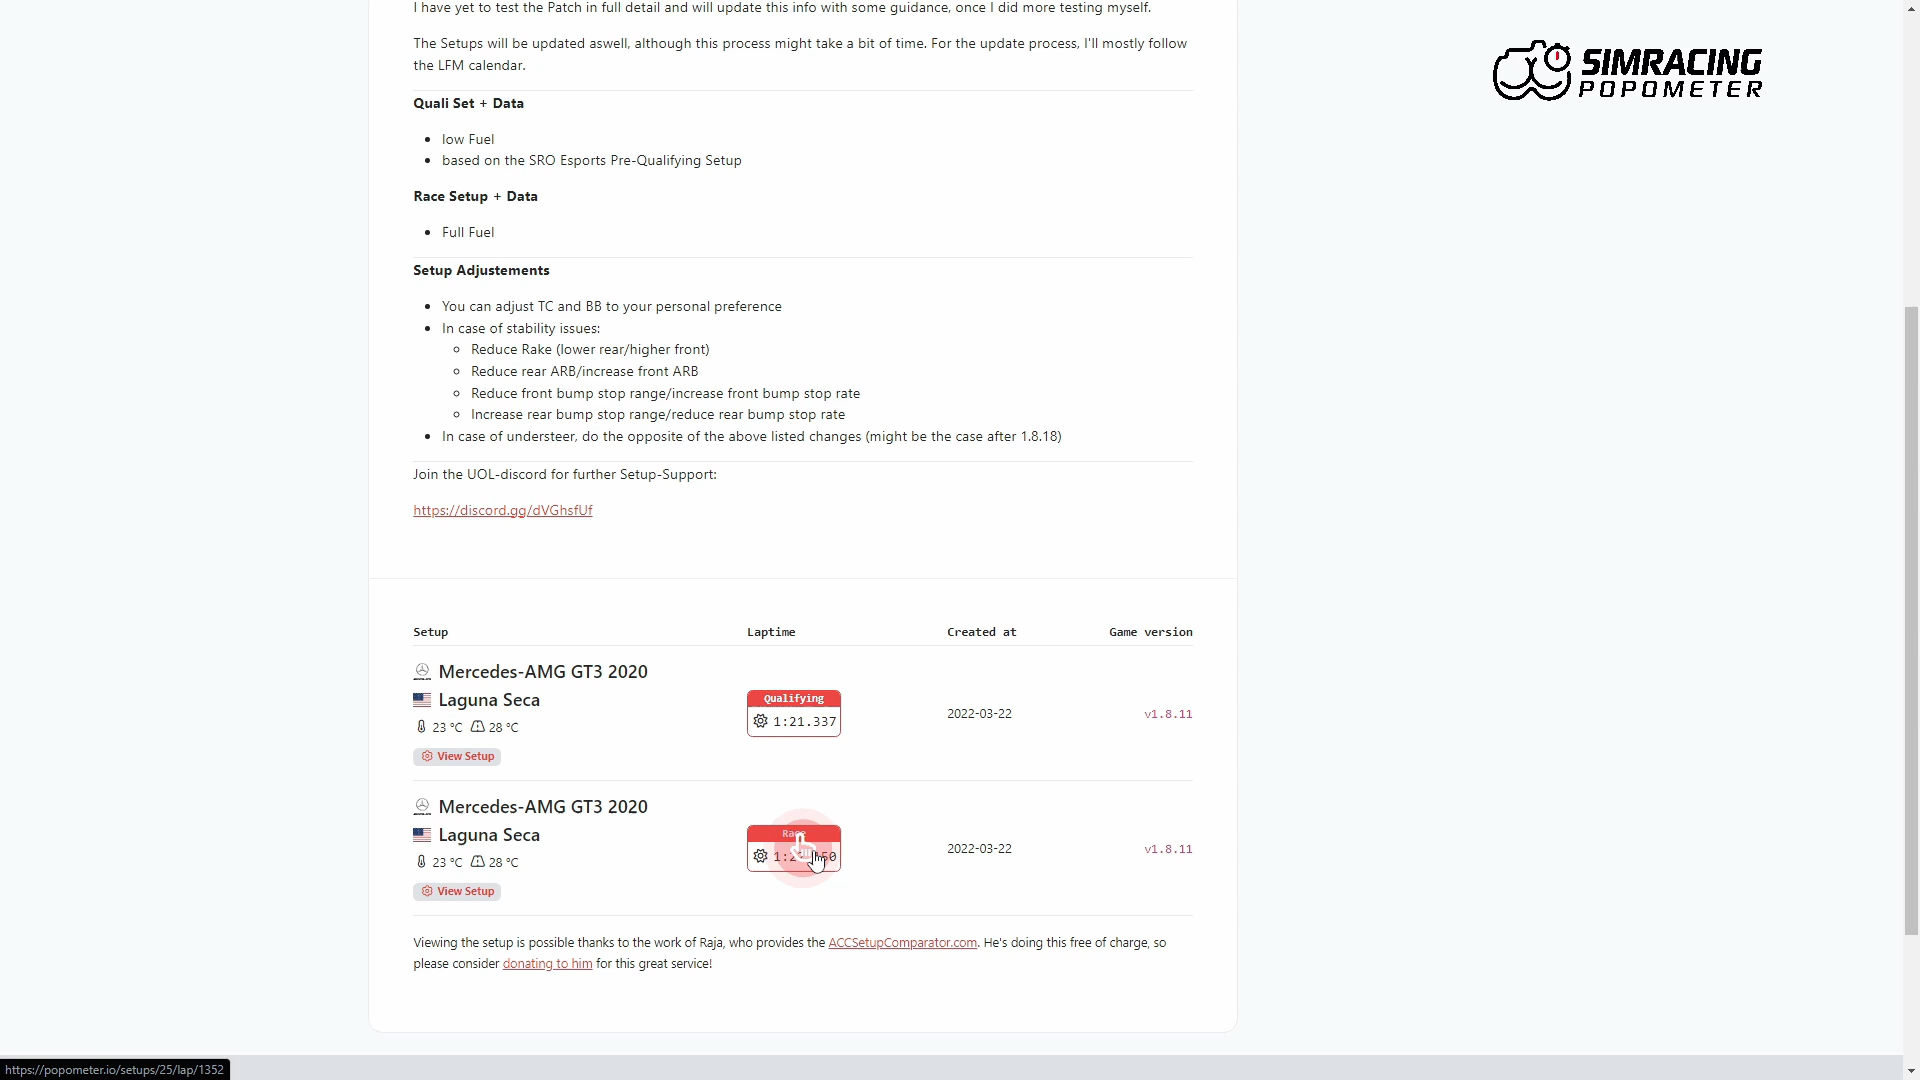 I have yet to test the Patch in full detail and will update this info with some guidance, once I did more testing myself.
The Setups will be updated aswell, although this process might take a bit of time. For the update process, I'll mostly follow
the LFM calendar.
SIMRACING
POPOMETER
Quali Set + Data
low Fuel
based on the SRO Esports Pre-Qualifying Setup
Race Setup + Data
Full Fuel
Setup Adjustements
You can adjust TC and BB to your personal preference
In case of stability issues:
Reduce Rake (lower rear/higher front)
Reduce rear ARB/increase front ARB
Reduce front bump stop range/increase front bump stop rate
Increase rear bump stop range/reduce rear bump stop rate
In case of understeer, do the opposite of the above listed changes (might be the case after 1.8.18)
Join the UOL-discord for further Setup-Support:
https://discord.gg/dVGhsfUf
Setup Laptime Created at Game version
Mercedes-AMG GT3 2020
Laguna Seca
23 °C 28 °C
View Setup
Qualifying
1:21.337
2022-03-22
v1.8.11
Mercedes-AMG GT3 2020
Laguna Seca
23 °C 28 °C
View Setup
Race
2022-03-22
v1.8.11
Viewing the setup is possible thanks to the work of Raja, who provides the ACCSetupComparator.com. He's doing this free of charge, so
please consider donating to him for this great service!
https://popometer.io/setups/25/lap/1352